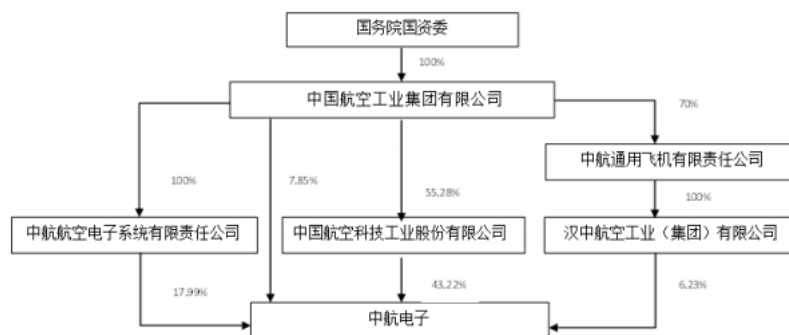 国务院国资委
100%
中国航空工业集团有限公司
70%
中航通用飞机有限责任公司
100%
7.85%
55.28%
100%
中航航空电子系统有限责任公司
中国航空科技工业股份有限公司
汉中航空工业（集团）有限公司
17.99%
43.22%
6.23%
中航电子